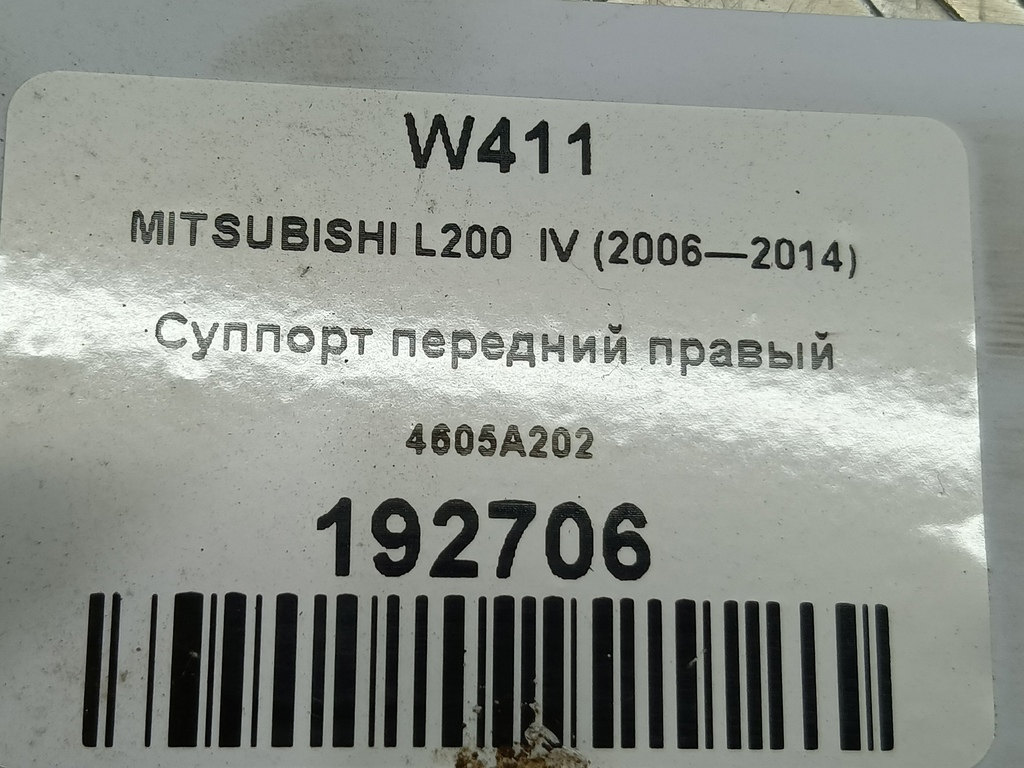 W411
MITSUBISHI L200 IV (2006—2014)
Суппорт передний правый
4605A202
192706